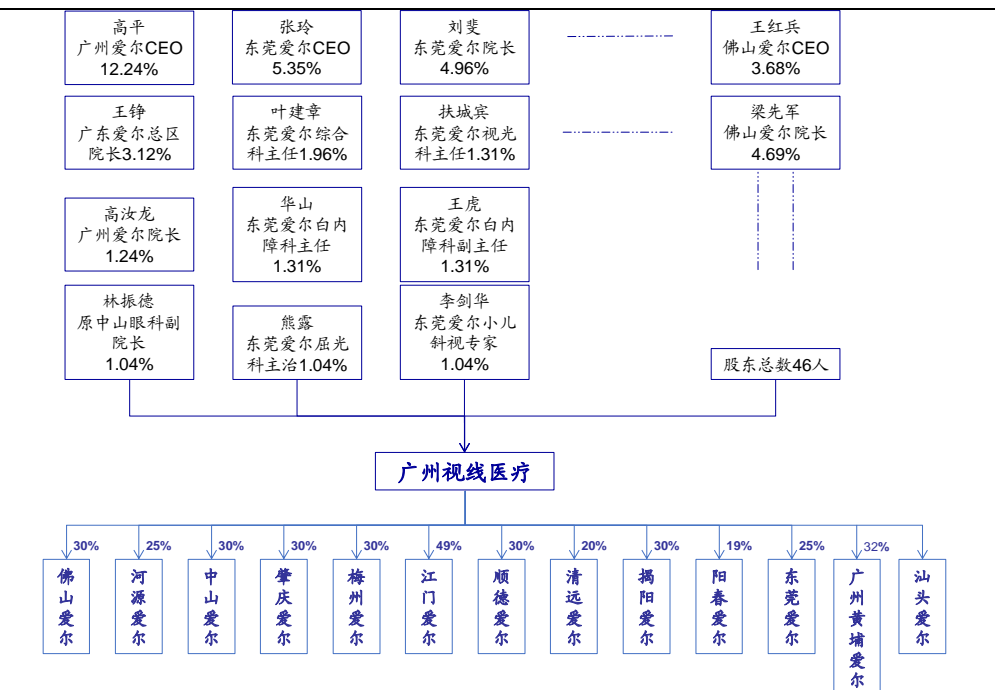 高平
广州爱尔CEO
12.24%
张玲
东莞爱尔CEO
5.35%
刘斐
东莞爱尔院长
4.96%
王红兵
佛山爱尔CEO
3.68%
王铮
广东爱尔总区
院长3.12%
叶建章
东莞爱尔综合
科主任1.96%
扶城宾
东莞爱尔视光
科主任1.31%
梁先军
佛山爱尔院长
4.69%
高汝龙
广州爱尔院长
1.24%
华山
东莞爱尔白内
障科主任
1.31%
王虎
东莞爱尔白内
障科副主任
1.31%
林振德
原中山眼科副
院长
1.04%
熊露
东莞爱尔屈光
科主治1.04%
李剑华
东莞爱尔小儿
斜视专家
1.04%
股东总数46人
广州视线医疗
30%
25%
30%
30%
30%
49%
30%
20%
30%
19%
25%
32%
佛山爱尔
河源爱尔
中山爱尔
肇庆爱尔
梅州爱尔
江门爱尔
顺德爱尔
清远爱尔
揭阳爱尔
阳春爱尔
东莞爱尔
广州黄埔爱尔
汕头爱尔